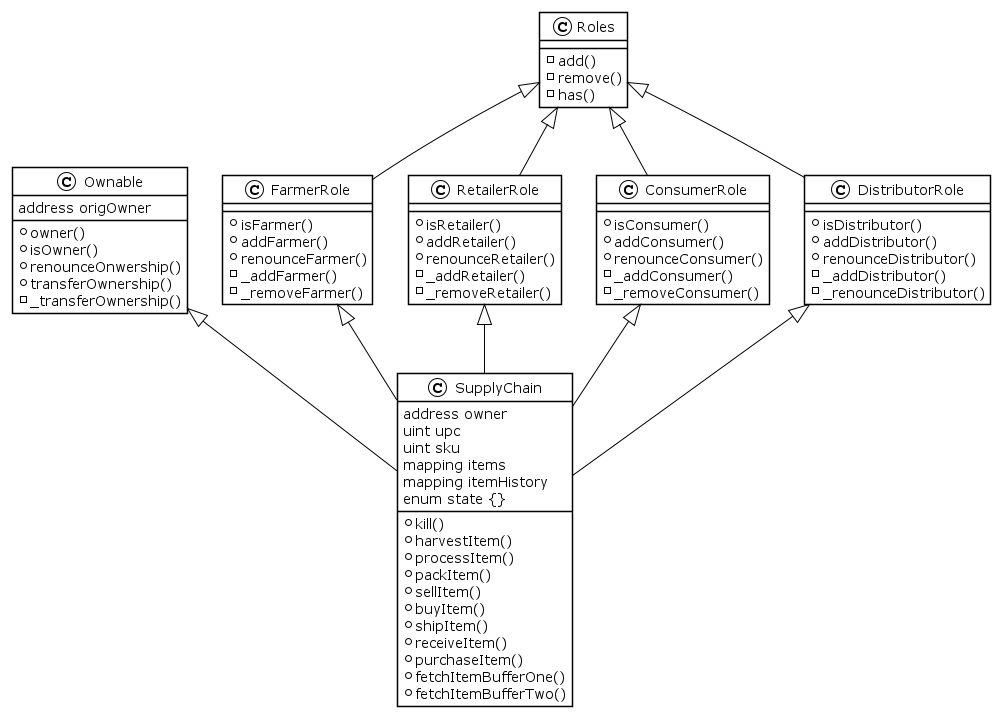 C Roles
add()
remove()
has()
C Ownable
address origOwner
owner()
isOwner()
renounceOnwership()
transferOwnership()
_transferOwnership()
C FarmerRole
isFarmer()
addFarmer()
renounceFarmer()
_addFarmer()
_removeFarmer()
C RetailerRole
isRetailer()
addRetailer()
renounceRetailer()
_addRetailer()
_removeRetailer()
C ConsumerRole
isConsumer()
addConsumer()
renounceConsumer()
_addConsumer()
_removeConsumer()
C DistributorRole
isDistributor()
addDistributor()
renounceDistributor()
_addDistributor()
_renounceDistributor()
C SupplyChain
address owner
uint upc
uint sku
mapping items
mapping itemHistory
enum state {}
kill()
harvestItem()
processItem()
packItem()
sellItem()
buyItem()
shipItem()
receiveItem()
purchaseItem()
fetchItemBufferOne()
fetchItemBufferTwo()